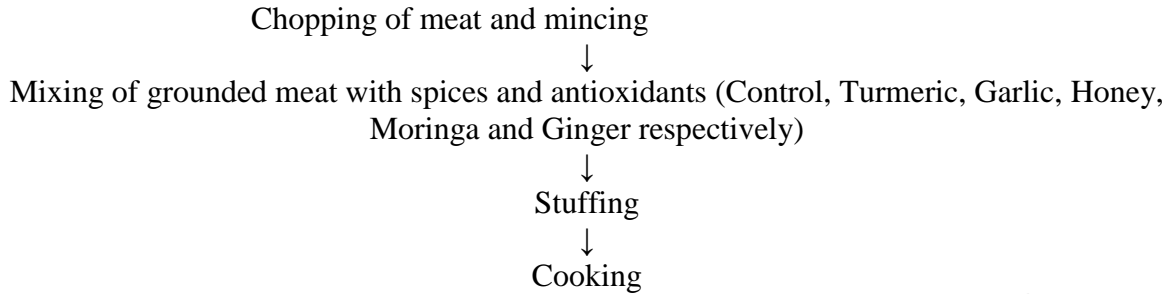 Chopping of meat and mincing
↓
Mixing of grounded meat with spices and antioxidants (Control, Turmeric, Garlic, Honey,
Moringa and Ginger respectively)
↓
Stuffing
↓
Cooking